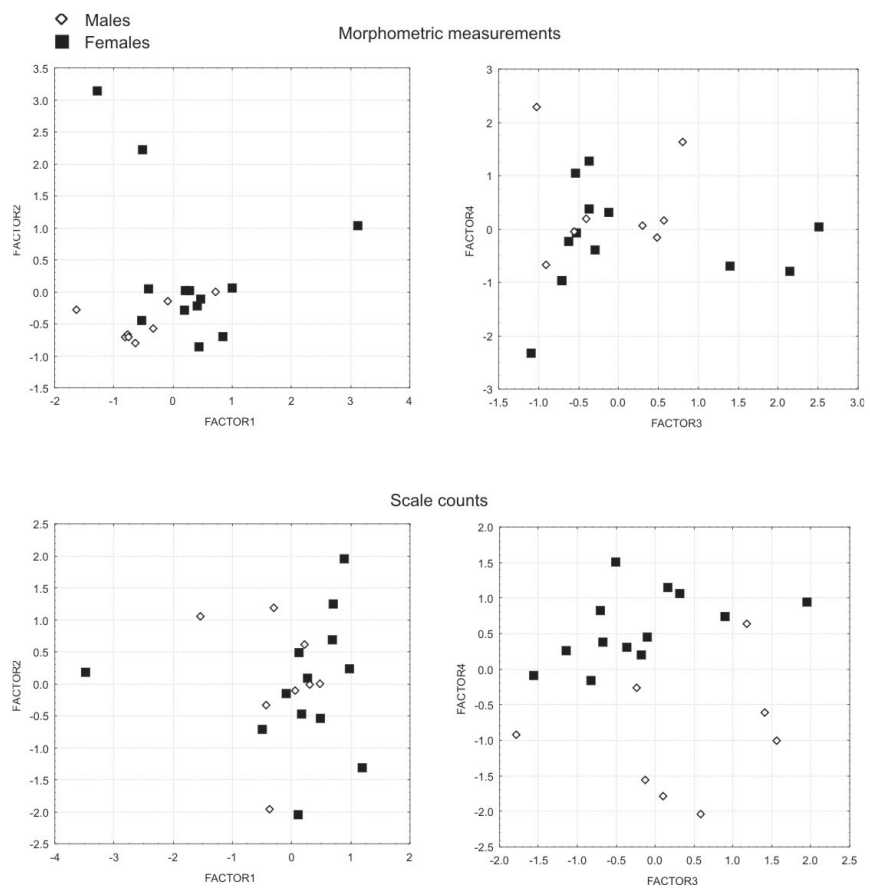 Males
Females
Morphometric measurements
3.5
3.0
2.5
2.0
1.5
1.0
0.5
0.0
-0.5
-1.0
-1.5
FACTOR2
-2 -1 0 1 2 3 4
FACTOR1
3
2
1
0
-1
-2
-3
FACTOR4
-1.5 -1.0 -0.5 0.0 0.5 1.0 1.5 2.0 2.5 3.0
FACTOR3
Scale counts
2.5
2.0
1.5
1.0
0.5
0.0
-0.5
-1.0
-1.5
-2.0
-2.5
FACTOR2
-4 -3 -2 -1 0 1 2
FACTOR1
2.0
1.5
1.0
0.5
0.0
-0.5
-1.0
-1.5
-2.0
-2.5
FACTOR4
-2.0 -1.5 -1.0 -0.5 0.0 0.5 1.0 1.5 2.0 2.5
FACTOR3